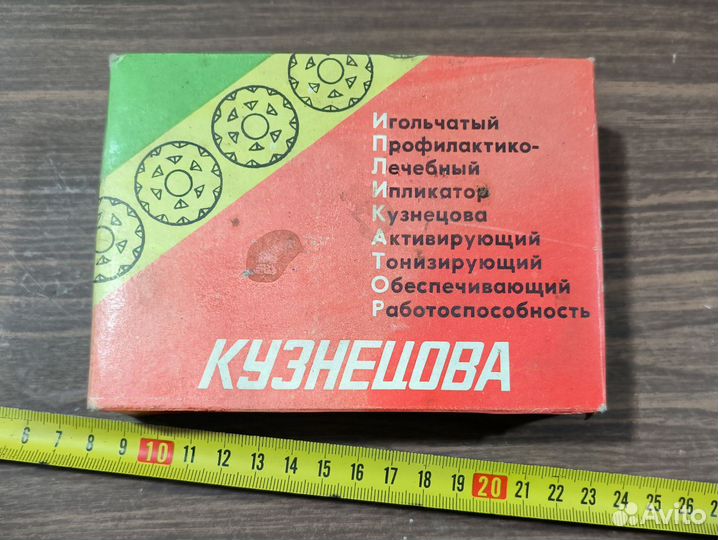 Игольчатый
Профилактико-
Лечебный
Ипликатор
Кузнецова
Активирующий
Тонизирующий
Обеспечивающий
Работоспособность
КУЗНЕЦОВА
6 7 8 9 10 11 12 13 14 15 16 17 18 19 20 21 22 23 24 25 26
Avito